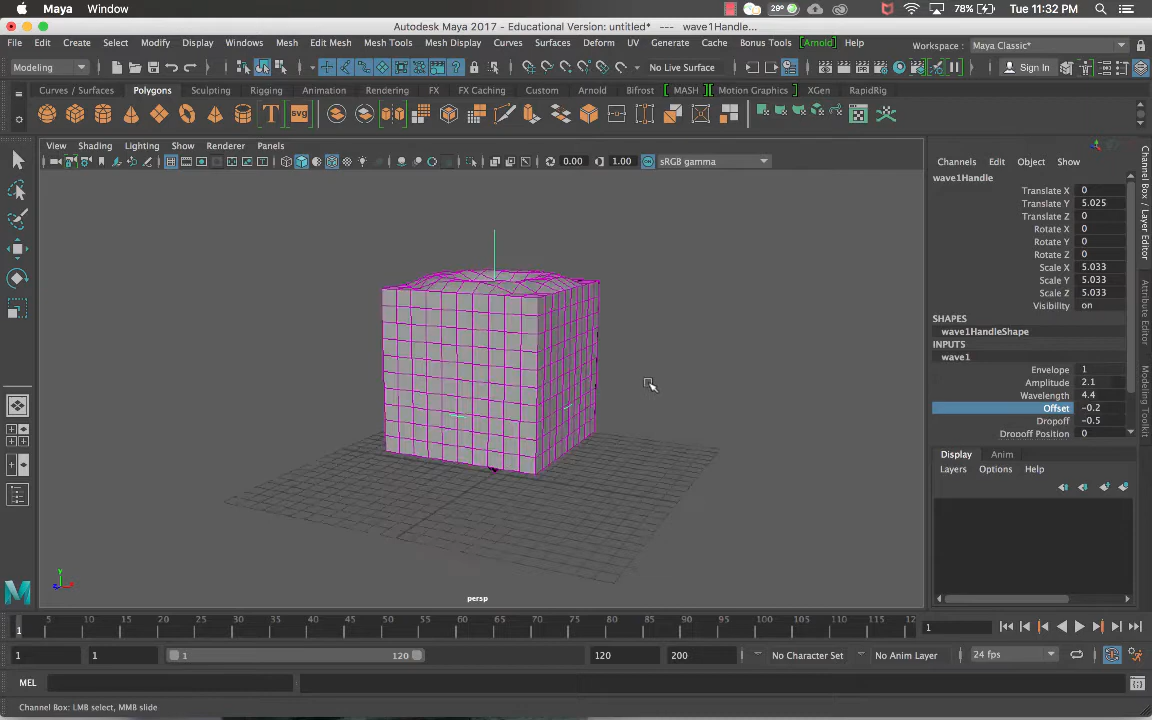 Maya Window 29° 78% Tue 11:32 PM
Autodesk Maya 2017 - Educational Version: untitled* --- wave1Handle...
File Edit Create Select Modify Display Windows Mesh Edit Mesh Mesh Tools Mesh Display Curves Surfaces Deform UV Generate Cache Bonus Tools Arnold Help Workspace : Maya Classic*
Modeling No Live Surface Sign In
Curves / Surfaces Polygons Sculpting Rigging Animation Rendering FX FX Caching Custom Arnold Bifrost MASH Motion Graphics XGen RapidRig
T svg
View Shading Lighting Show Renderer Panels
0.00 1.00 sRGB gamma
Channels Edit Object Show
wave1Handle
Translate X 0
Translate Y 5.025
Translate Z 0
Rotate X 0
Rotate Y 0
Rotate Z 0
Scale X 5.033
Scale Y 5.033
Scale Z 5.033
Visibility on
SHAPES
wave1HandleShape
INPUTS
wave1
Envelope 1
Amplitude 2.1
Wavelength 4.4
Offset -0.2
Dropoff -0.5
Dropoff Position 0
Display Anim
Layers Options Help
Channel Box / Layer Editor
Attribute Editor
Modeling Toolkit
persp
y
M
5 10 15 20 25 30 35 40 45 50 55 60 65 70 75 80 85 90 95 100 105 110 115 12
1 1
1 1 1 120 120 200 No Character Set No Anim Layer 24 fps
MEL
Channel Box: LMB select, MMB slide